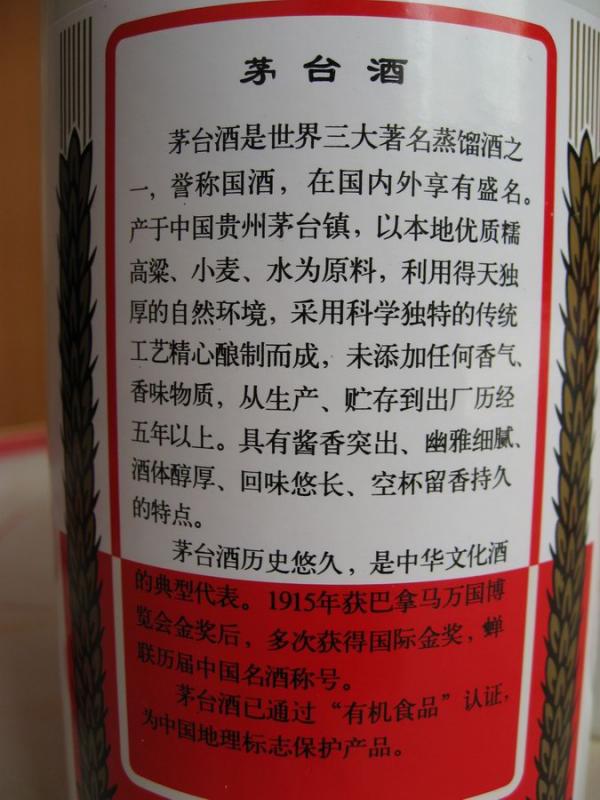 茅台酒
茅台酒是世界三大著名蒸馏酒之
一，誉称国酒，在国内外享有盛名。
产于中国贵州茅台镇，以本地优质糯
高粱、小麦、水为原料，利用得天独
厚的自然环境，采用科学独特的传统
工艺精心酿制而成，未添加任何香气、
香味物质，从生产、贮存到出厂历经
五年以上。具有酱香突出、幽雅细腻、
酒体醇厚、回味悠长、空杯留香持久
的特点。
茅台酒历史悠久，是中华文化酒
的典型代表。1915年获巴拿马万国博
览会金奖后，多次获得国际金奖，蝉
联历届中国名酒称号。
茅台酒已通过“有机食品”认证，
为中国地理标志保护产品。